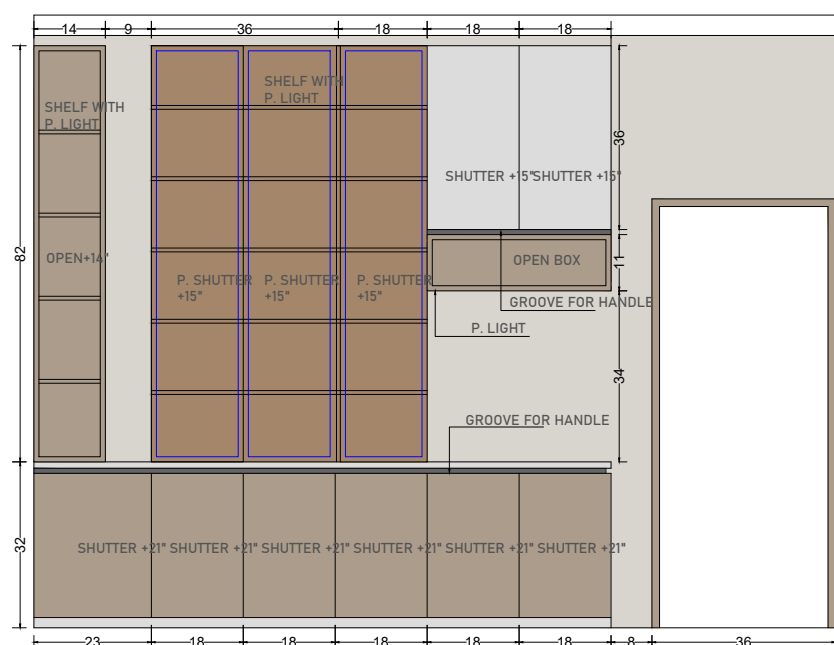 14 9 36 18 18 18
SHELF WITH
P. LIGHT
SHELF WITH
P. LIGHT
36
SHUTTER +15" SHUTTER +15"
82
OPEN+14"
OPEN BOX
11
P. SHUTTER
+15"
P. SHUTTER
+15"
P. SHUTTER
+15"
GROOVE FOR HANDLE
P. LIGHT
34
GROOVE FOR HANDLE
32
SHUTTER +21" SHUTTER +21" SHUTTER +21" SHUTTER +21" SHUTTER +21" SHUTTER +21"
23 18 18 18 18 18 8 36